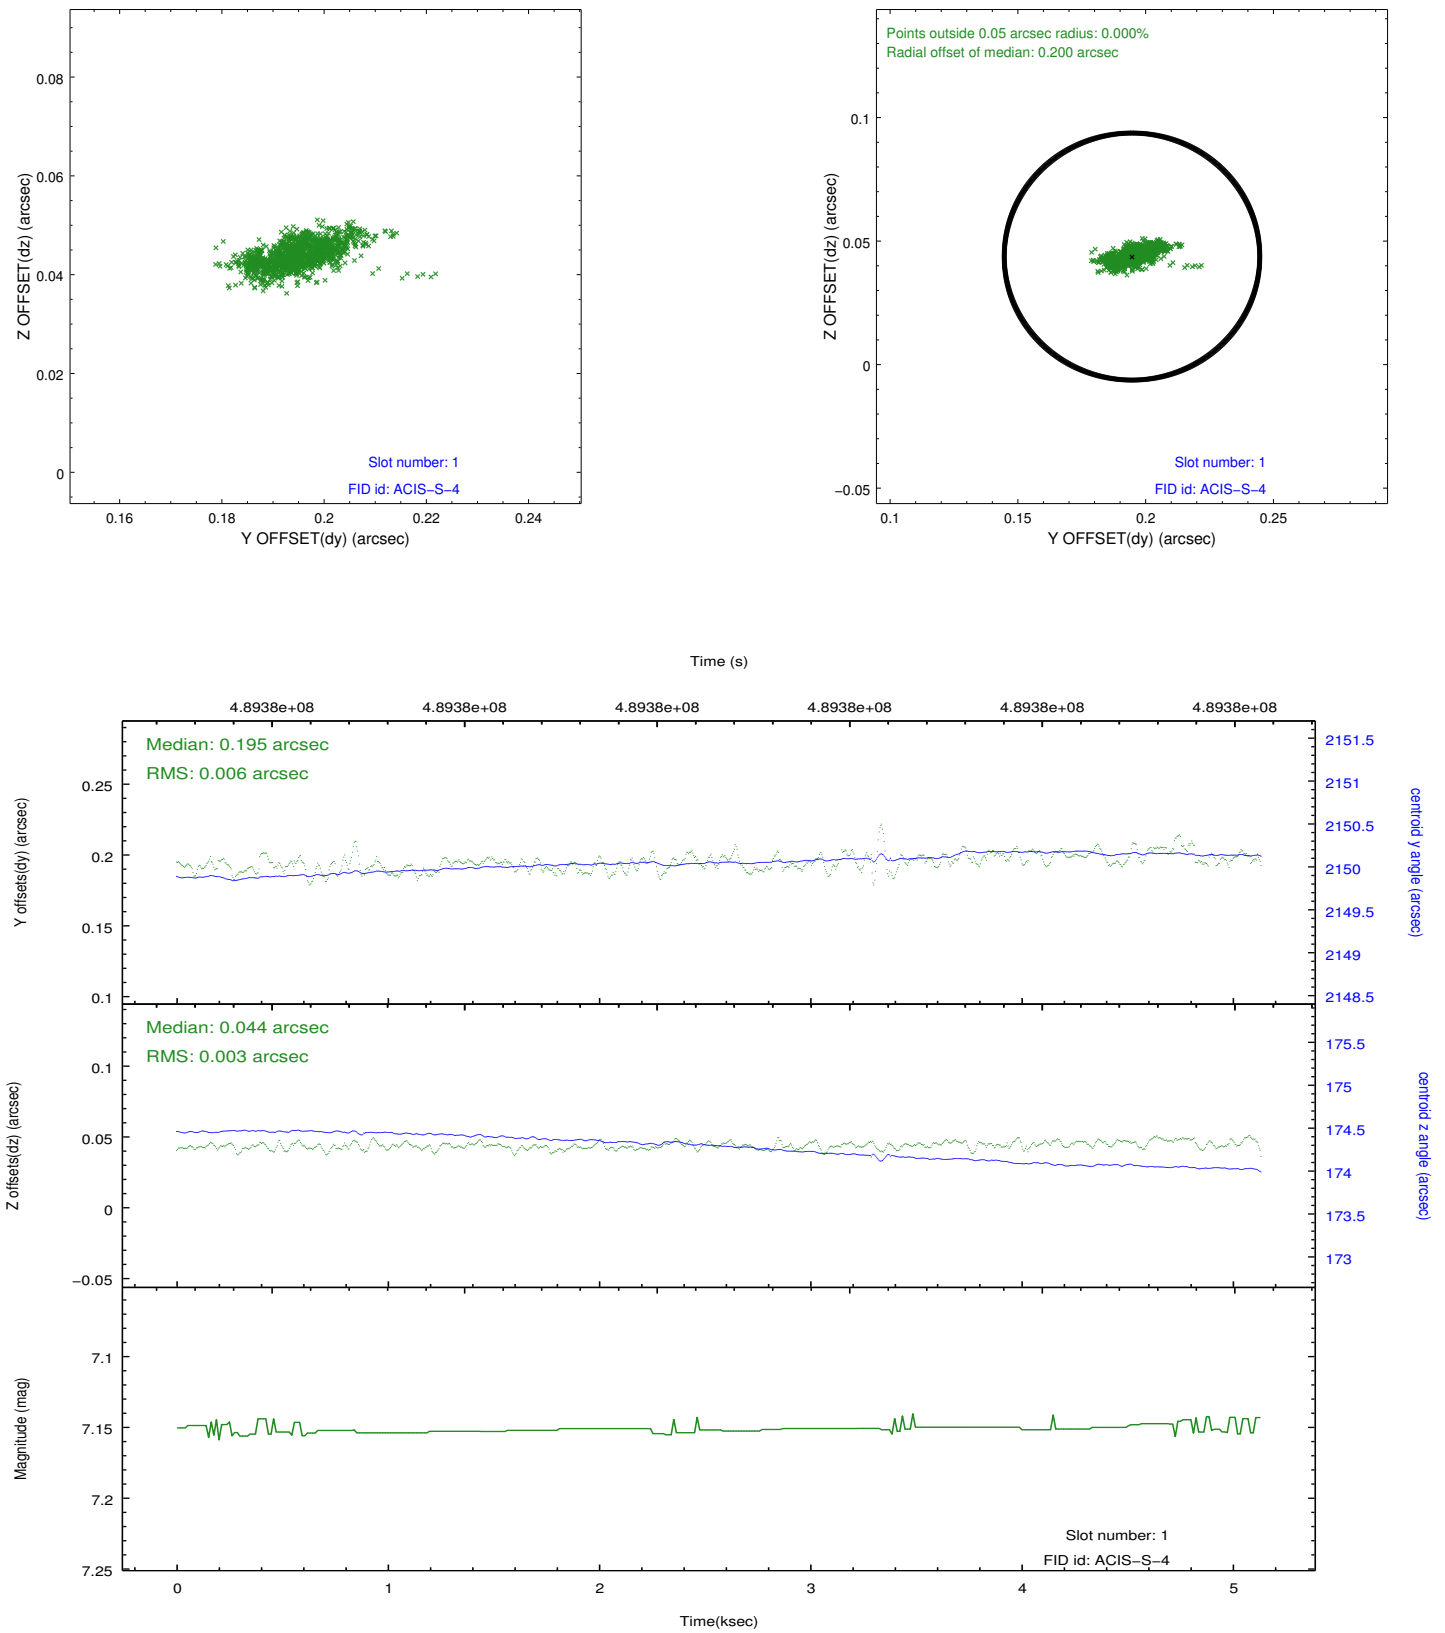 0.08
0.06
0.04
0.02
0
Z OFFSET(dz) (arcsec)
Slot number: 1
FID id: ACIS−S−4
0.16 0.18 0.2 0.22 0.24
Y OFFSET(dy) (arcsec)
Points outside 0.05 arcsec radius: 0.000%
Radial offset of median: 0.200 arcsec
0.1
0.05
0
−0.05
Z OFFSET(dz) (arcsec)
Slot number: 1
FID id: ACIS−S−4
0.1 0.15 0.2 0.25
Y OFFSET(dy) (arcsec)
Time (s)
4.8938e+08 4.8938e+08 4.8938e+08 4.8938e+08 4.8938e+08 4.8938e+08
Median: 0.195 arcsec
RMS: 0.006 arcsec
0.25
0.2
0.15
0.1
Y offsets(dy) (arcsec)
2151.5
2151
2150.5
2150
2149.5
2149
2148.5
centroid y angle (arcsec)
Median: 0.044 arcsec
RMS: 0.003 arcsec
0.1
0.05
0
−0.05
Z offsets(dz) (arcsec)
175.5
175
174.5
174
173.5
173
centroid z angle (arcsec)
7.1
7.15
7.2
7.25
Magnitude (mag)
Slot number: 1
FID id: ACIS−S−4
0 1 2 3 4 5
Time(ksec)